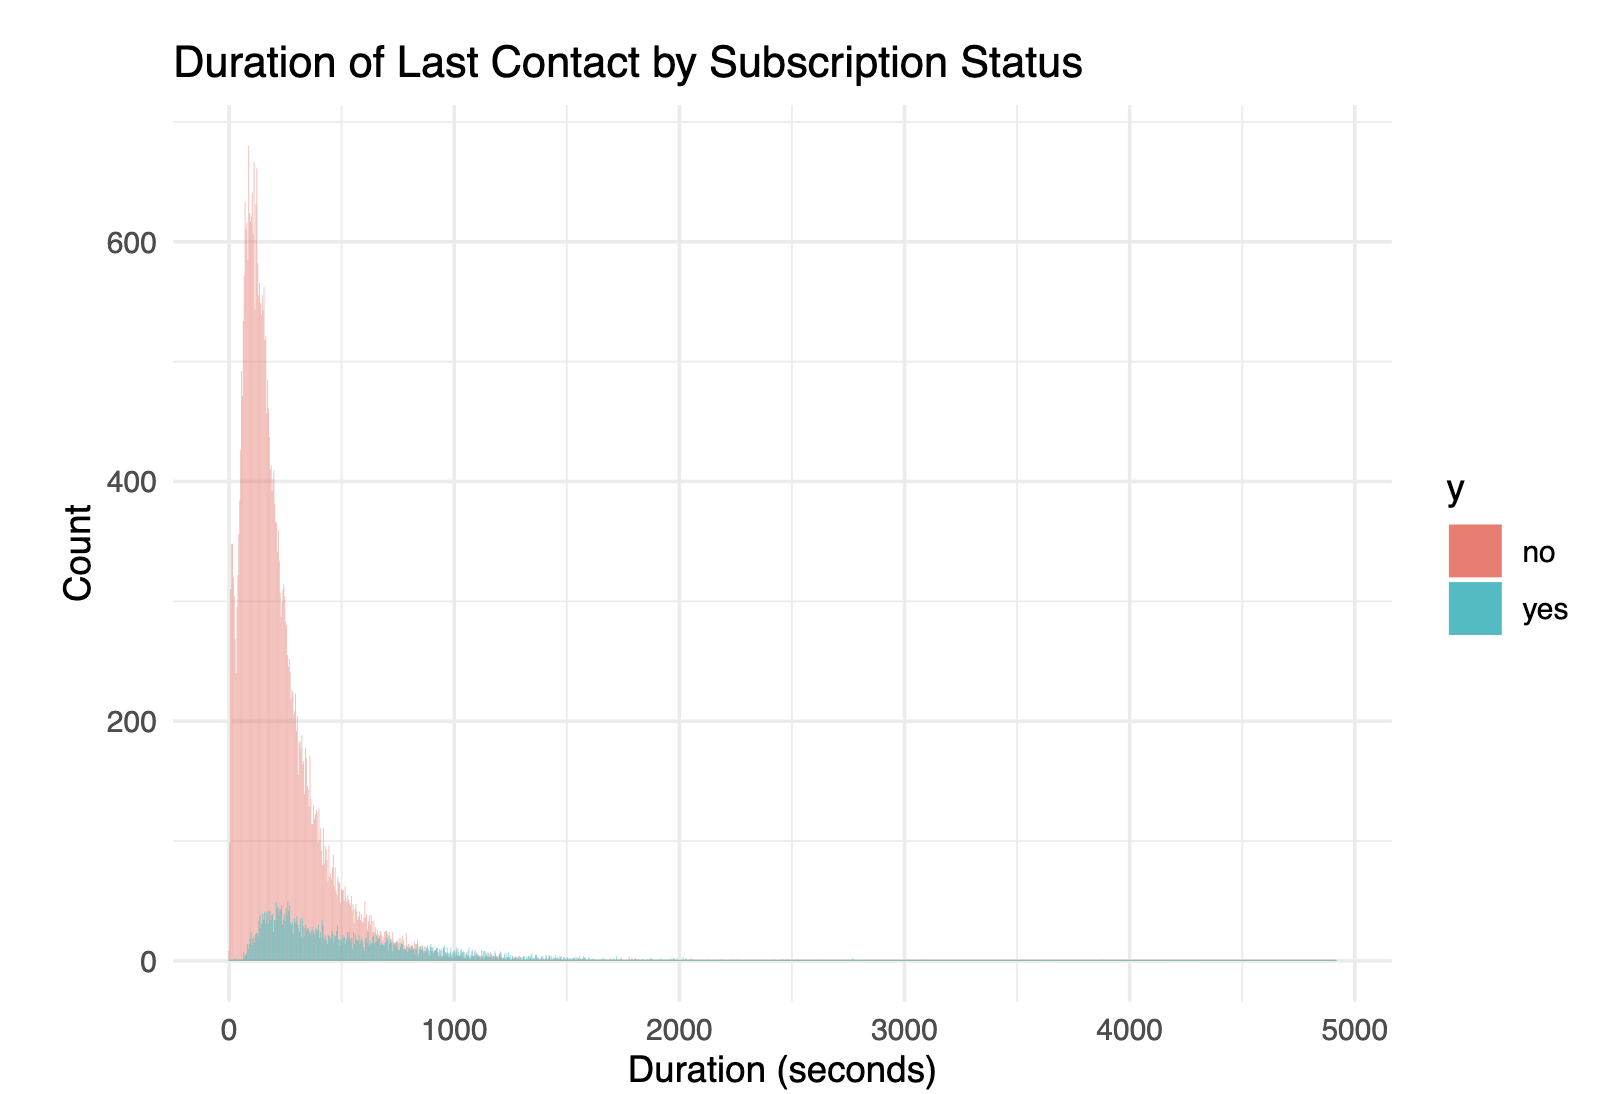 Duration of Last Contact by Subscription Status
600
400
200
0
Count
0 1000 2000 3000 4000 5000
Duration (seconds)
y
no
yes